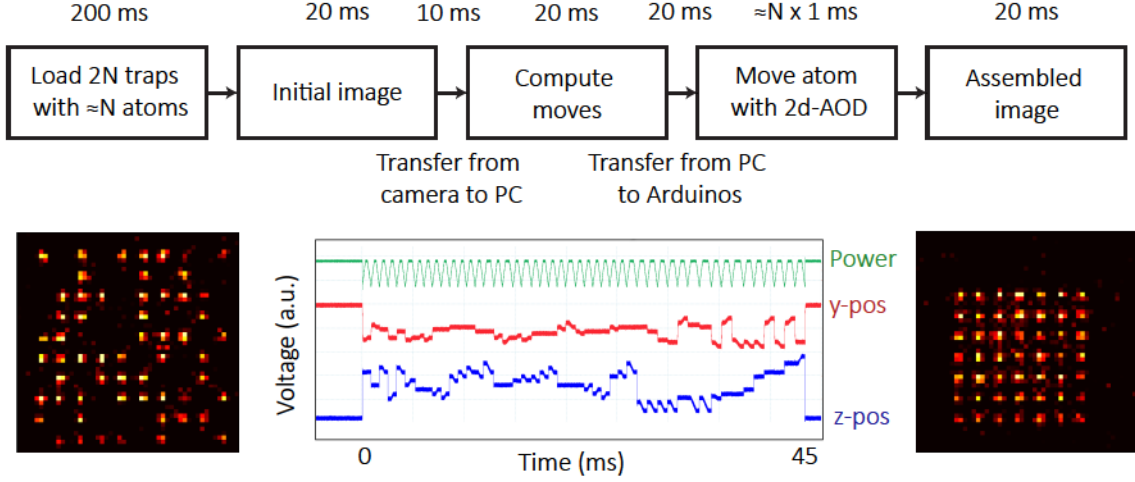 200 ms
20 ms
10 ms
20 ms
20 ms
≈N x 1 ms
20 ms
Load 2N traps
with ≈N atoms
Initial image
Compute
moves
Move atom
with 2d-AOD
Assembled
image
Transfer from
camera to PC
Transfer from PC
to Arduinos
Voltage (a.u.)
Power
y-pos
z-pos
0
45
Time (ms)